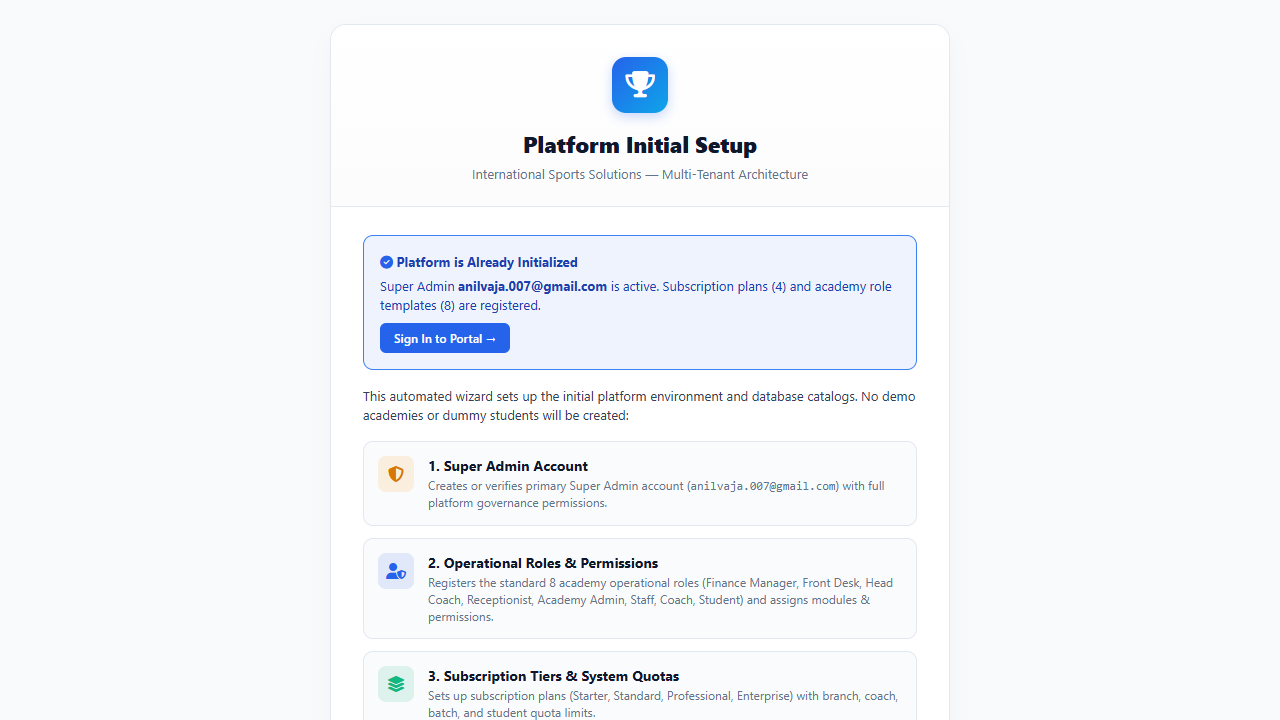 Platform Initial Setup
International Sports Solutions — Multi-Tenant Architecture
Platform is Already Initialized
Super Admin anilvaja.007@gmail.com is active. Subscription plans (4) and academy role
templates (8) are registered.
Sign In to Portal →
This automated wizard sets up the initial platform environment and database catalogs. No demo
academies or dummy students will be created:
1. Super Admin Account
Creates or verifies primary Super Admin account (anilvaja.007@gmail.com) with full
platform governance permissions.
2. Operational Roles & Permissions
Registers the standard 8 academy operational roles (Finance Manager, Front Desk, Head
Coach, Receptionist, Academy Admin, Staff, Coach, Student) and assigns modules &
permissions.
3. Subscription Tiers & System Quotas
Sets up subscription plans (Starter, Standard, Professional, Enterprise) with branch, coach,
batch, and student quota limits.